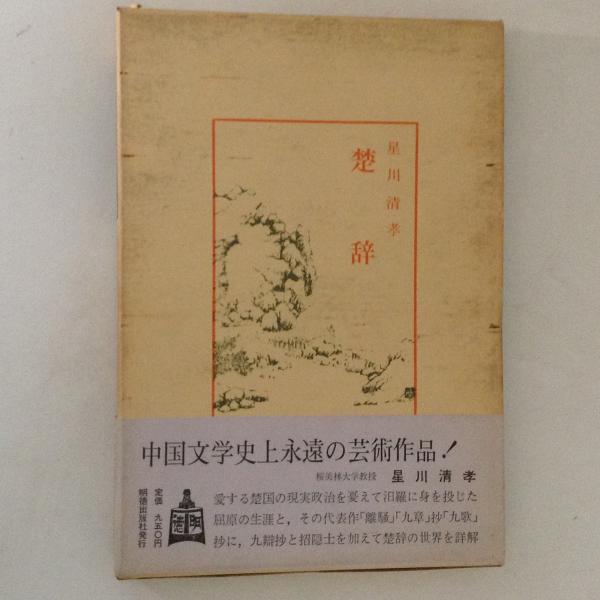 星川清孝
楚辞
中国文学史上永遠の芸術作品！
桜美林大学教授 星川清孝
愛する楚国の現実政治を憂えて汨羅に身を投じた
屈原の生涯と，その代表作「離騒」「九章」抄「九歌」
抄に，九辯抄と招隠士を加えて楚辞の世界を詳解
明徳
定価 九五〇円
明徳出版社発行